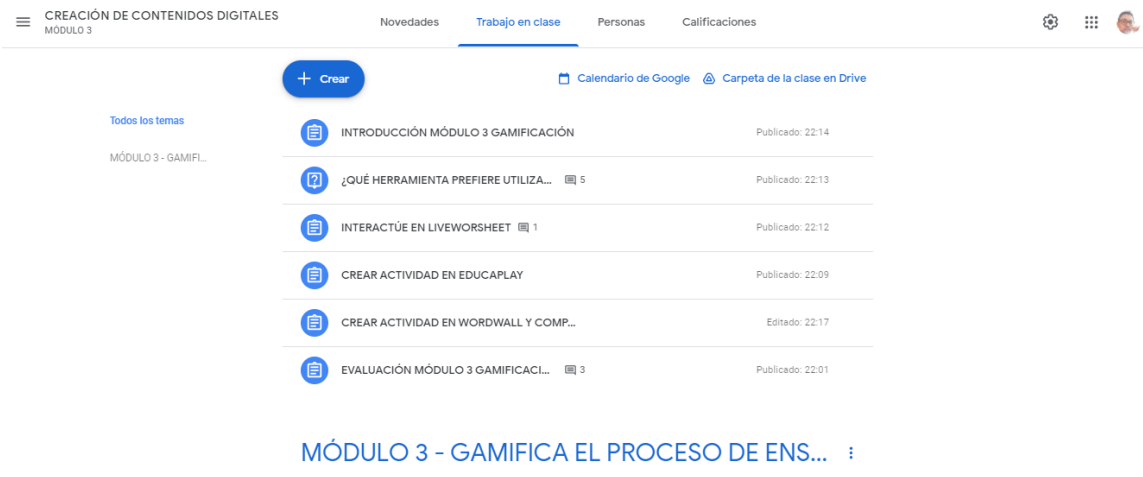 CREACIÓN DE CONTENIDOS DIGITALES
MÓDULO 3
Novedades
Trabajo en clase
Personas
Calificaciones
Crear
Calendario de Google
Carpeta de la clase en Drive
Todos los temas
MÓDULO 3 - GAMIFI...
INTRODUCCIÓN MÓDULO 3 GAMIFICACIÓN
Publicado: 22:14
¿QUÉ HERRAMIENTA PREFIERE UTILIZA...
5
Publicado: 22:13
INTERACTÚE EN LIVEWORSHEET
1
Publicado: 22:12
CREAR ACTIVIDAD EN EDUCAPLAY
Publicado: 22:09
CREAR ACTIVIDAD EN WORDWALL Y COMP...
Editado: 22:17
EVALUACIÓN MÓDULO 3 GAMIFICACI...
3
Publicado: 22:01
MÓDULO 3 - GAMIFICA EL PROCESO DE ENS...